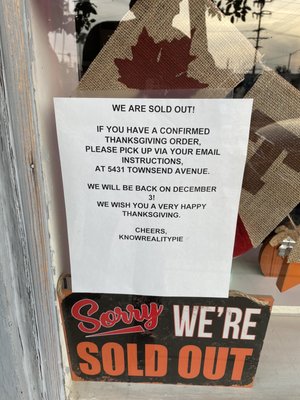 WE ARE SOLD OUT!
IF YOU HAVE A CONFIRMED
THANKSGIVING ORDER,
PLEASE PICK UP VIA YOUR EMAIL
INSTRUCTIONS,
AT 5431 TOWNSEND AVENUE.
WE WILL BE BACK ON DECEMBER
3!
WE WISH YOU A VERY HAPPY
THANKSGIVING.
CHEERS,
KNOWREALITYPIE
Sorry WE'RE
SOLD OUT